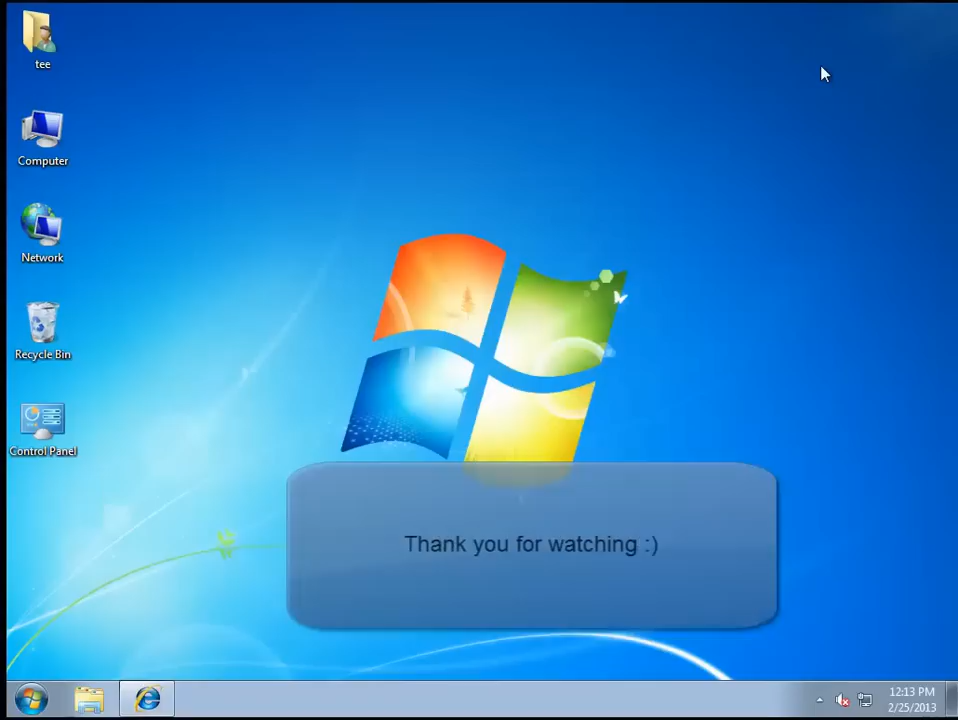 tee
Computer
Network
Recycle Bin
Control Panel
Thank you for watching :)
12:13 PM
2/25/2013